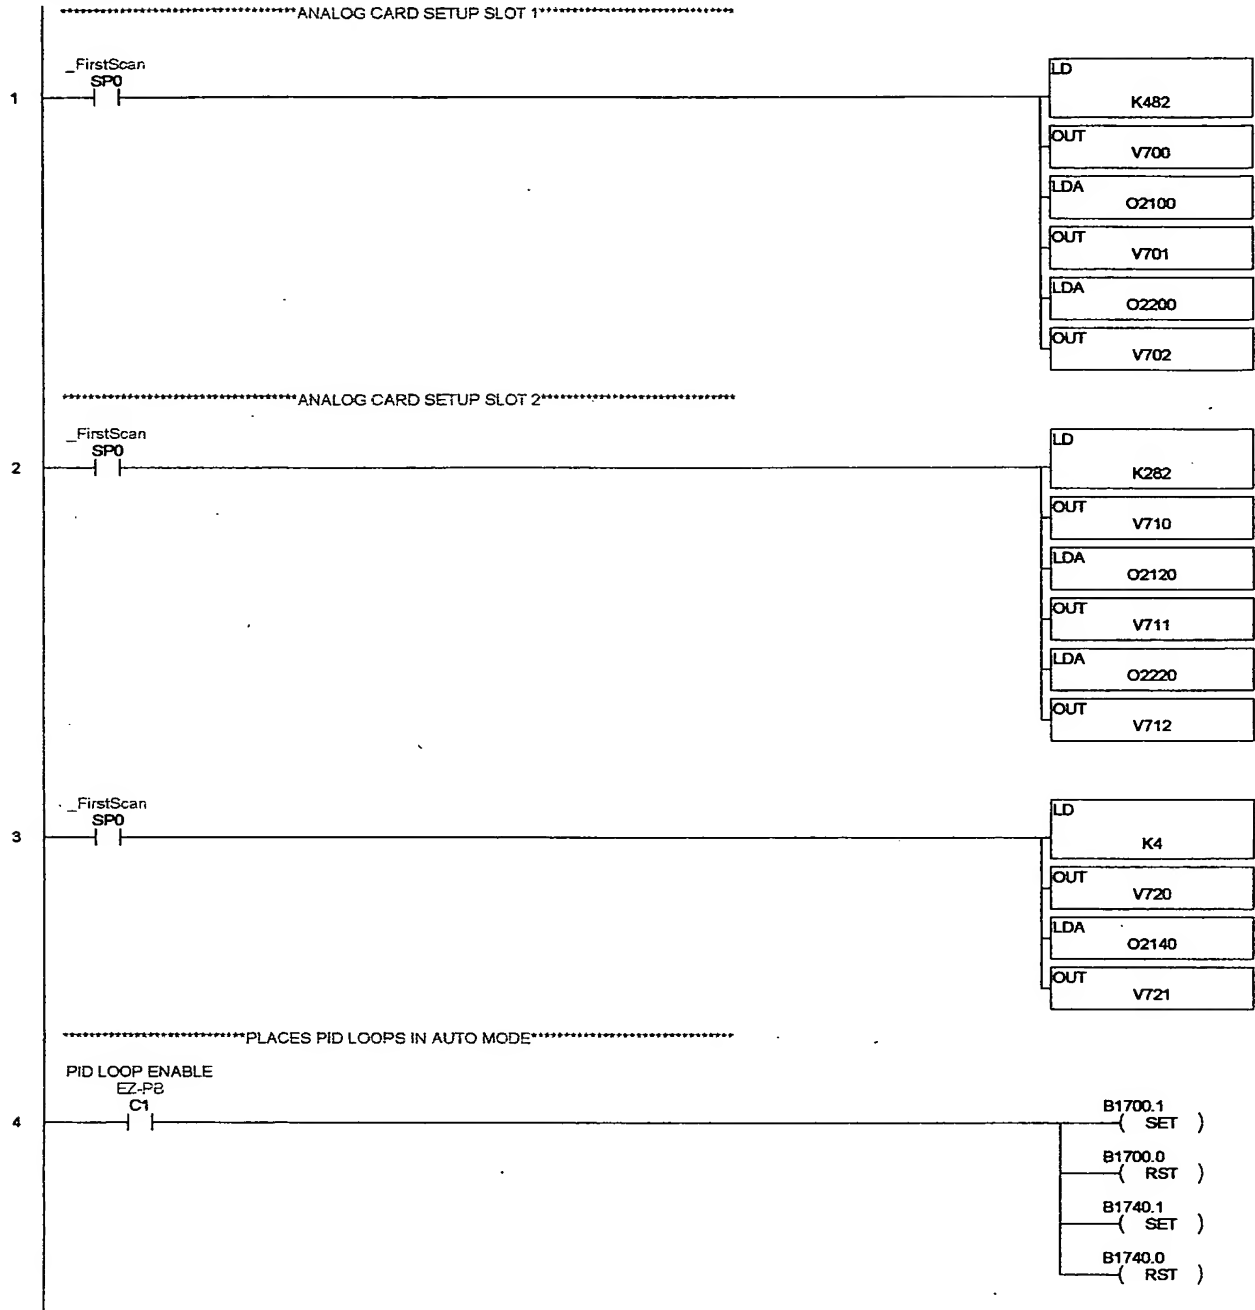 ************************************ANALOG CARD SETUP SLOT 1******************************
_FirstScan
SP0
1
LD
K482
OUT
V700
LDA
O2100
OUT
V701
LDA
O2200
OUT
V702
************************************ANALOG CARD SETUP SLOT 2******************************
_FirstScan
SP0
2
LD
K282
OUT
V710
LDA
O2120
OUT
V711
LDA
O2220
OUT
V712
_FirstScan
SP0
3
LD
K4
OUT
V720
LDA
O2140
OUT
V721
****************************PLACES PID LOOPS IN AUTO MODE*******************************
PID LOOP ENABLE
EZ-PB
C1
4
B1700.1
( SET )
B1700.0
( RST )
B1740.1
( SET )
B1740.0
( RST )